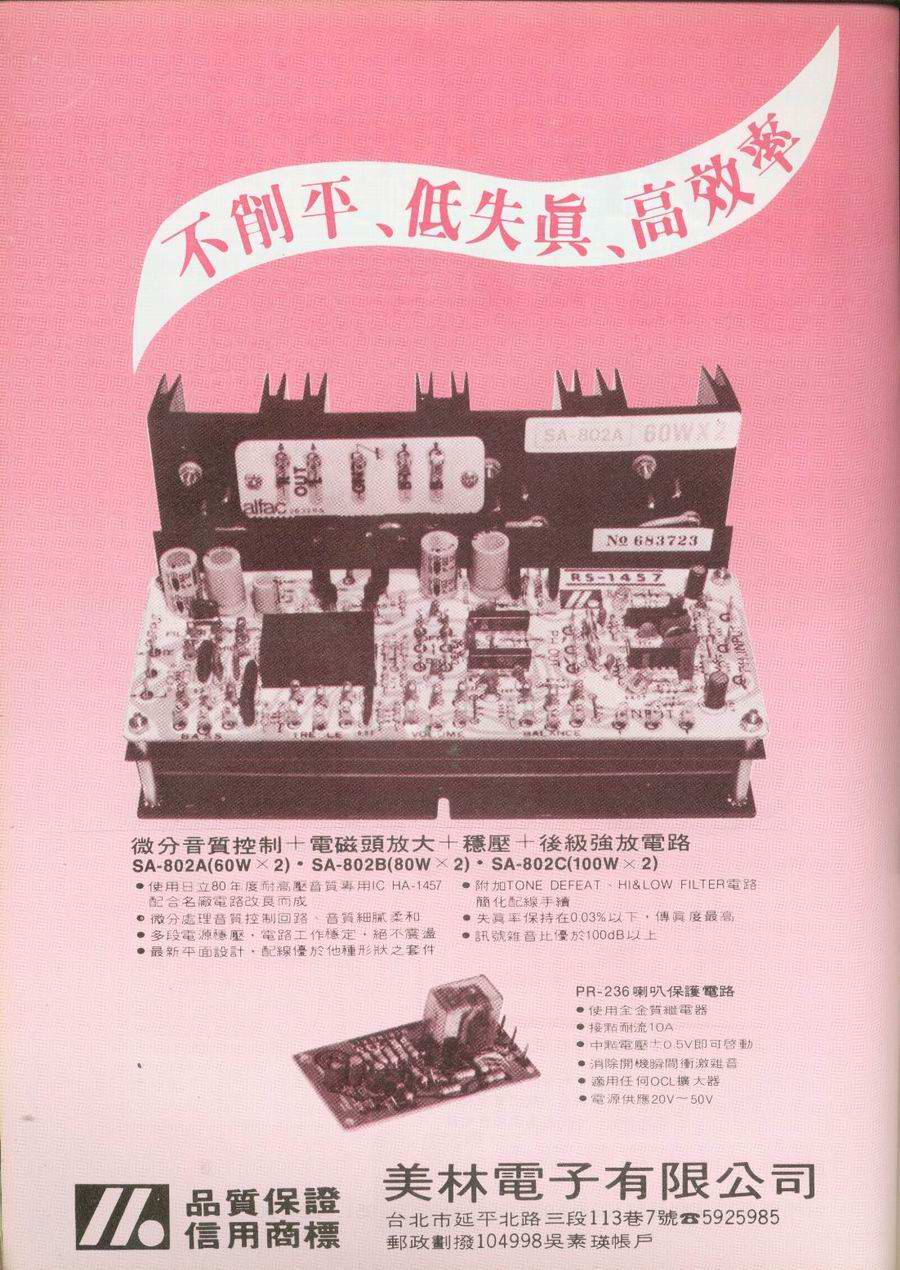 不削平、低失眞、高效率
SA-802A 60W×2
OUT
alfac
№ 683723
RS-1457
INPUT
BASS TREBLE VOLUME BALANCE
微分音質控制＋電磁頭放大＋穩壓＋後級強放電路
SA-802A(60W×2)・SA-802B(80W×2)・SA-802C(100W×2)
●使用日立80年度耐高壓音質專用IC HA-1457
配合名廠電路改良而成
●微分處理音質控制回路、音質細膩柔和
●多段電源穩壓，電路工作穩定，絕不震盪
●最新平面設計，配線優於他種形狀之套件
●附加TONE DEFEAT、HI&LOW FILTER電路
簡化配線手續
●失眞率保持在0.03%以下，傳眞度最高
●訊號雜音比優於100dB以上
PR-236喇叭保護電路
●使用全金質繼電器
●接點耐流10A
●中點電壓±0.5V即可啓動
●消除開機瞬間衝激雜音
●適用任何OCL擴大器
●電源供應20V～50V
品質保證
信用商標
美林電子有限公司
台北市延平北路三段113巷7號☎5925985
郵政劃撥104998吳素瑛帳戶